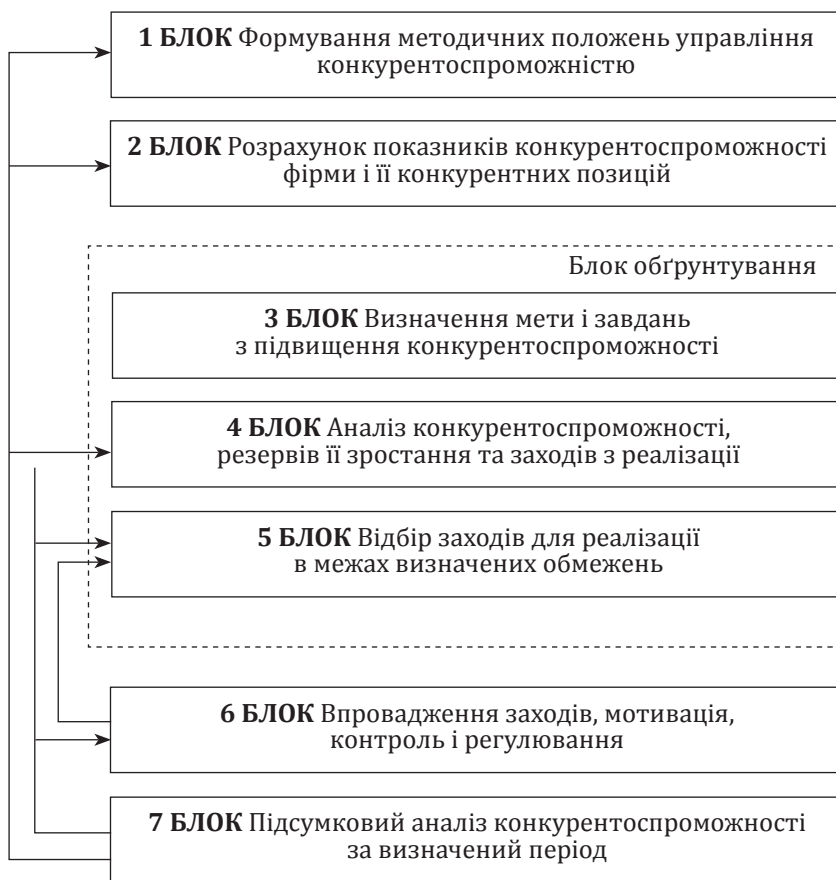 1 БЛОК Формування методичних положень управління
конкурентоспроможністю
2 БЛОК Розрахунок показників конкурентоспроможності
фірми і її конкурентних позицій
Блок обґрунтування
3 БЛОК Визначення мети і завдань
з підвищення конкурентоспроможності
4 БЛОК Аналіз конкурентоспроможності,
резервів її зростання та заходів з реалізації
5 БЛОК Відбір заходів для реалізації
в межах визначених обмежень
6 БЛОК Впровадження заходів, мотивація,
контроль і регулювання
7 БЛОК Підсумковий аналіз конкурентоспроможності
за визначений період